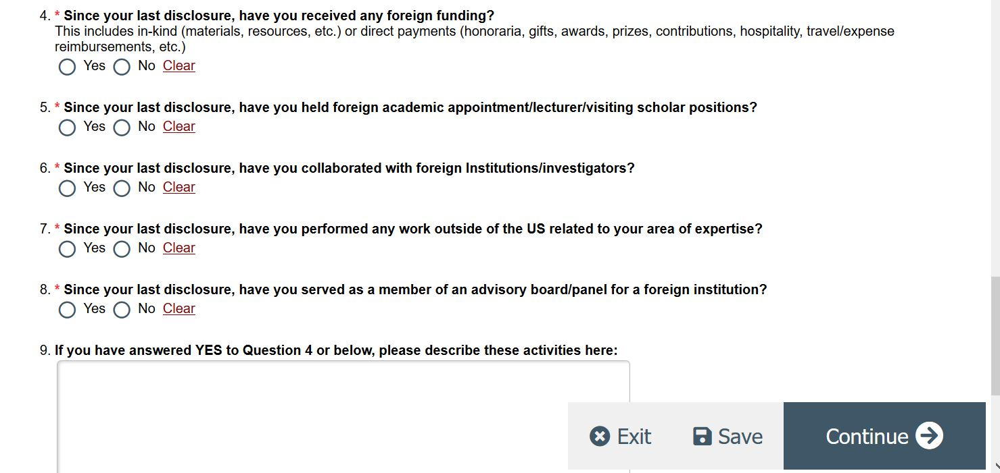 4. * Since your last disclosure, have you received any foreign funding?
This includes in-kind (materials, resources, etc.) or direct payments (honoraria, gifts, awards, prizes, contributions, hospitality, travel/expense
reimbursements, etc.)
Yes No Clear
5. * Since your last disclosure, have you held foreign academic appointment/lecturer/visiting scholar positions?
Yes No Clear
6. * Since your last disclosure, have you collaborated with foreign Institutions/investigators?
Yes No Clear
7. * Since your last disclosure, have you performed any work outside of the US related to your area of expertise?
Yes No Clear
8. * Since your last disclosure, have you served as a member of an advisory board/panel for a foreign institution?
Yes No Clear
9. If you have answered YES to Question 4 or below, please describe these activities here:
Exit Save Continue